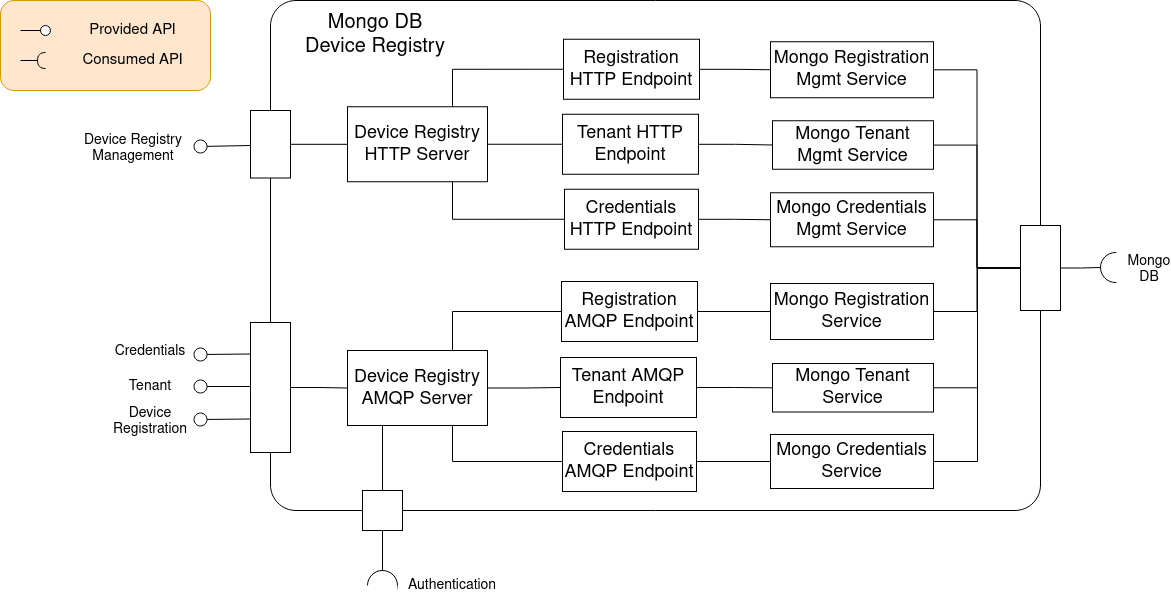 Provided API
Consumed API
Mongo DB
Device Registry
Registration
HTTP Endpoint
Mongo Registration
Mgmt Service
Device Registry
Management
Device Registry
HTTP Server
Tenant HTTP
Endpoint
Mongo Tenant
Mgmt Service
Credentials
HTTP Endpoint
Mongo Credentials
Mgmt Service
Mongo
DB
Registration
AMQP Endpoint
Mongo Registration
Service
Credentials
Tenant
Device
Registration
Device Registry
AMQP Server
Tenant AMQP
Endpoint
Mongo Tenant
Service
Credentials
AMQP Endpoint
Mongo Credentials
Service
Authentication